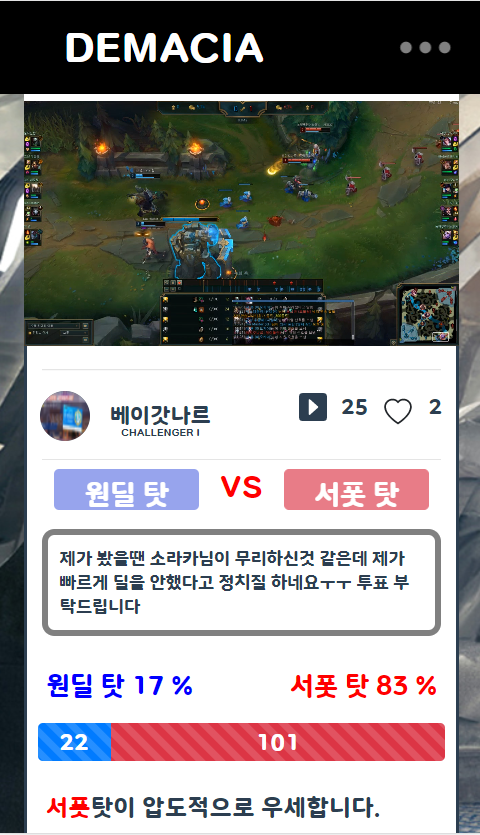 DEMACIA
베이갓나르
CHALLENGER I
25
2
원딜 탓
VS
서폿 탓
제가 봤을땐 소라카님이 무리하신것 같은데 제가
빠르게 딜을 안했다고 정치질 하네요ㅜㅜ 투표 부
탁드립니다
원딜 탓 17 %
서폿 탓 83 %
22
101
서폿탓이 압도적으로 우세합니다.